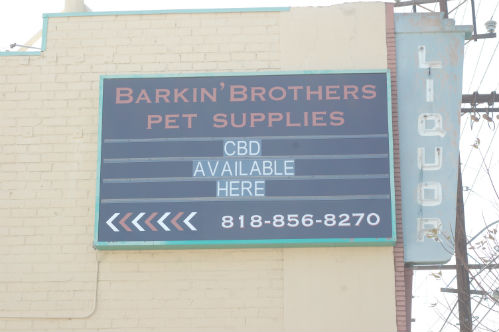 BARKIN' BROTHERS
PET SUPPLIES
CBD
AVAILABLE
HERE
818-856-8270
LIQUOR